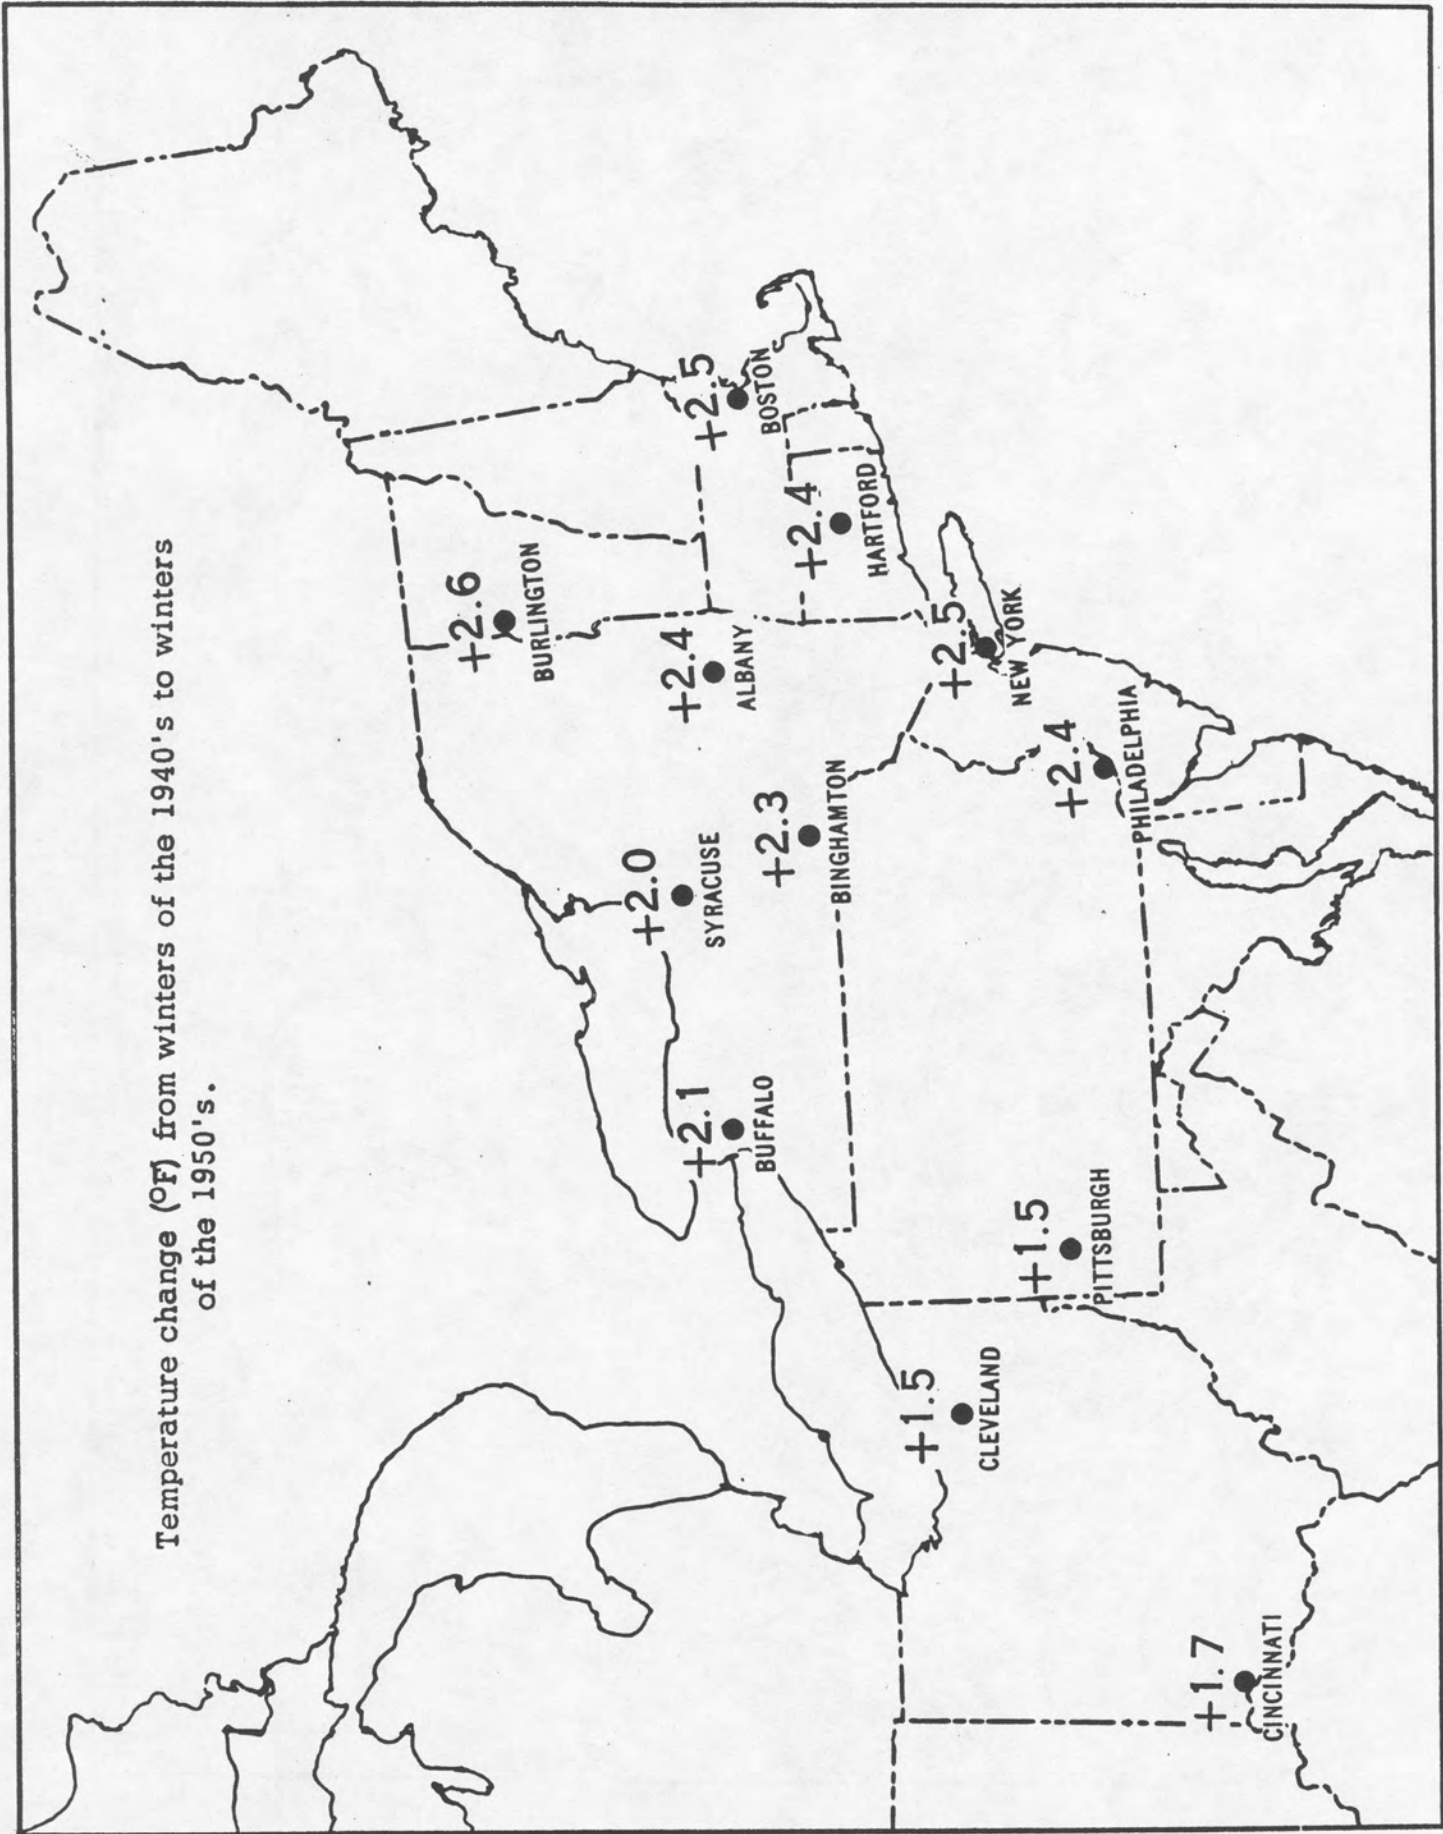 Temperature change (ºF) from winters of the 1940's to winters
of the 1950's.
+2.6
BURLINGTON
+2.4
ALBANY
+2.5
BOSTON
+2.0
SYRACUSE
+2.1
BUFFALO
+2.3
BINGHAMTON
+2.4
HARTFORD
+2.5
NEW YORK
+2.4
PHILADELPHIA
+1.5
CLEVELAND
+1.5
PITTSBURGH
+1.7
CINCINNATI